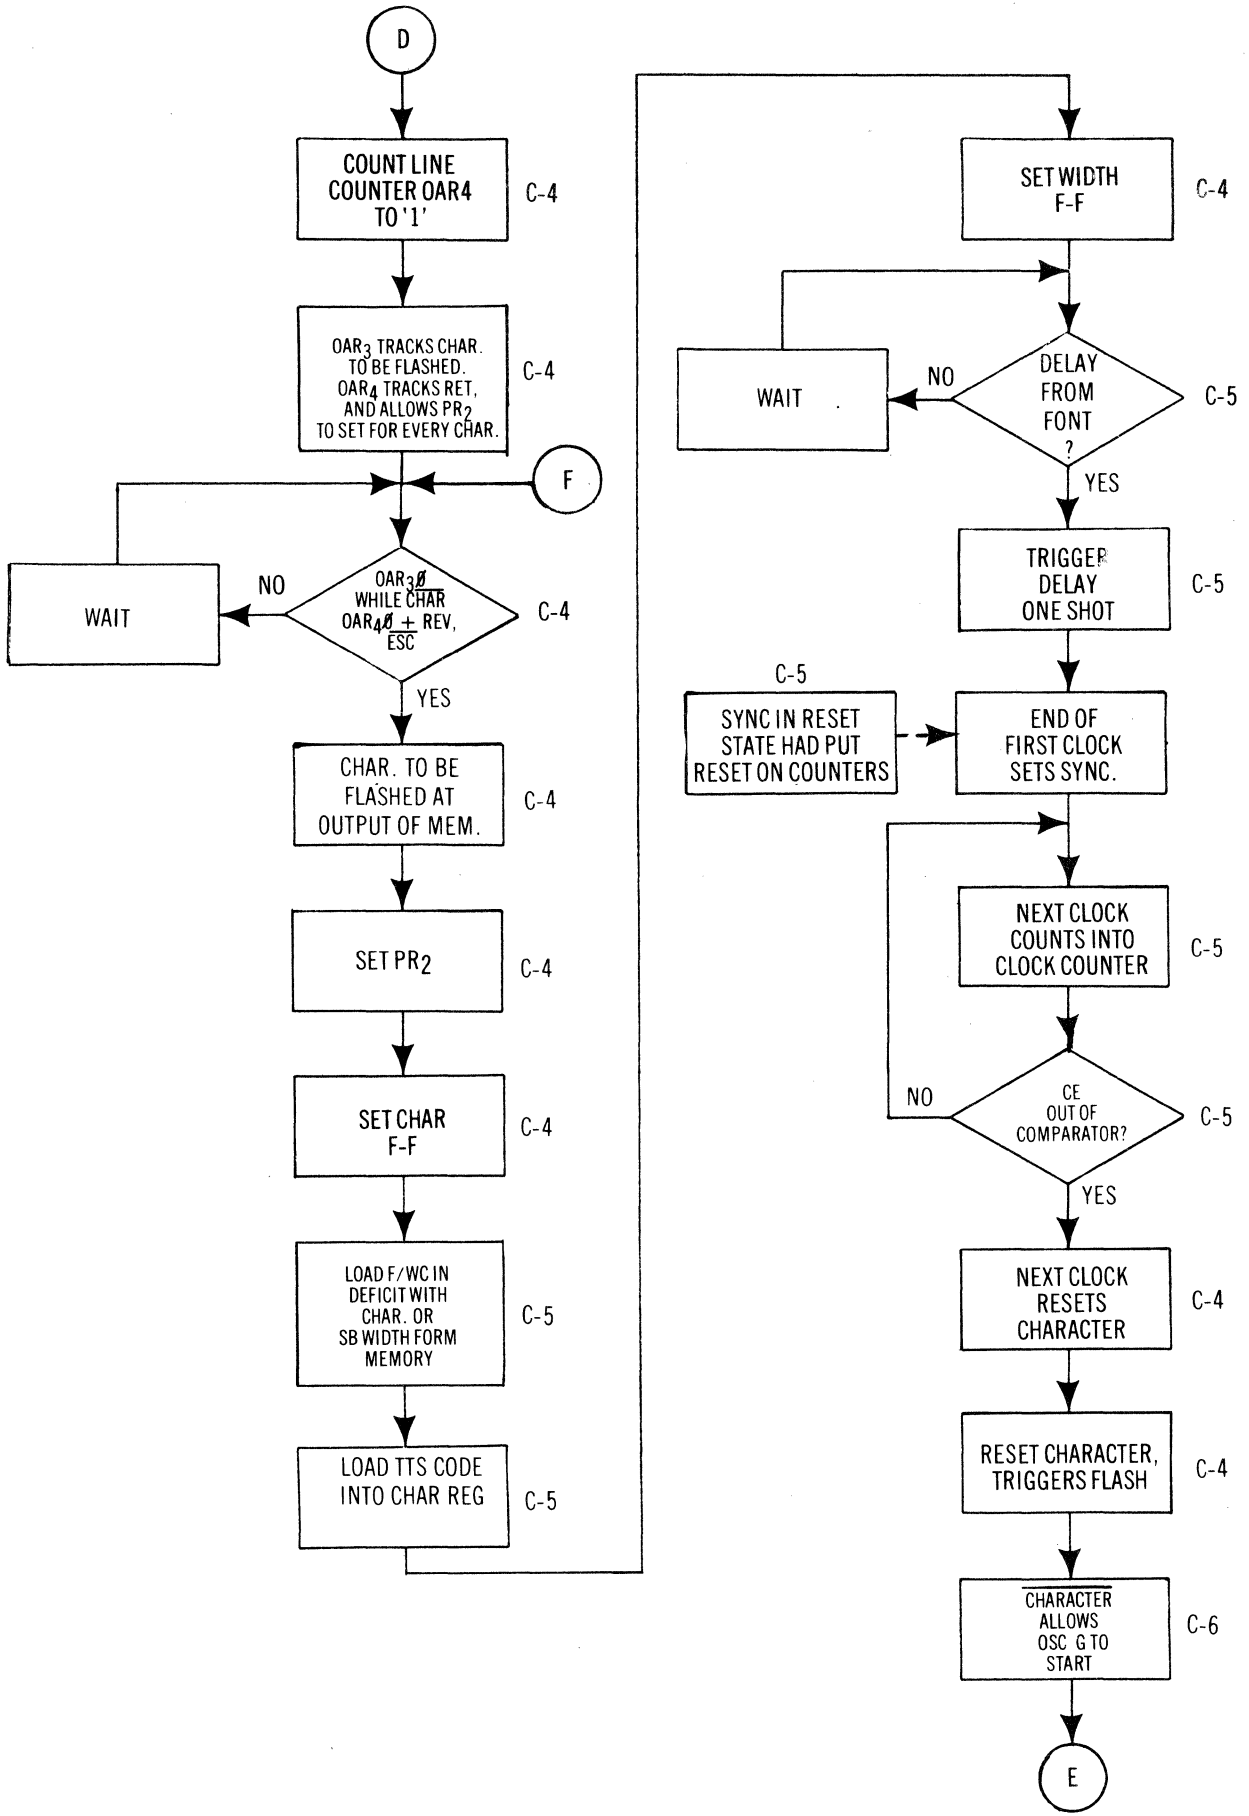 D
COUNT LINE
COUNTER OAR4
TO '1'
C-4
OAR3 TRACKS CHAR.
TO BE FLASHED.
OAR4 TRACKS RET,
AND ALLOWS PR2
TO SET FOR EVERY CHAR.
C-4
F
OAR3Ø
WHILE CHAR
OAR4Ø + REV,
ESC
C-4
NO
WAIT
YES
CHAR. TO BE
FLASHED AT
OUTPUT OF MEM.
C-4
SET PR2
C-4
SET CHAR
F-F
C-4
LOAD F/WC IN
DEFICIT WITH
CHAR. OR
SB WIDTH FORM
MEMORY
C-5
LOAD TTS CODE
INTO CHAR REG
C-5
SET WIDTH
F-F
C-4
DELAY
FROM
FONT
?
C-5
NO
WAIT
YES
TRIGGER
DELAY
ONE SHOT
C-5
C-5
SYNC IN RESET
STATE HAD PUT
RESET ON COUNTERS
END OF
FIRST CLOCK
SETS SYNC.
NEXT CLOCK
COUNTS INTO
CLOCK COUNTER
C-5
CE
OUT OF
COMPARATOR?
C-5
NO
YES
NEXT CLOCK
RESETS
CHARACTER
C-4
RESET CHARACTER,
TRIGGERS FLASH
C-4
CHARACTER
ALLOWS
OSC G TO
START
C-6
E